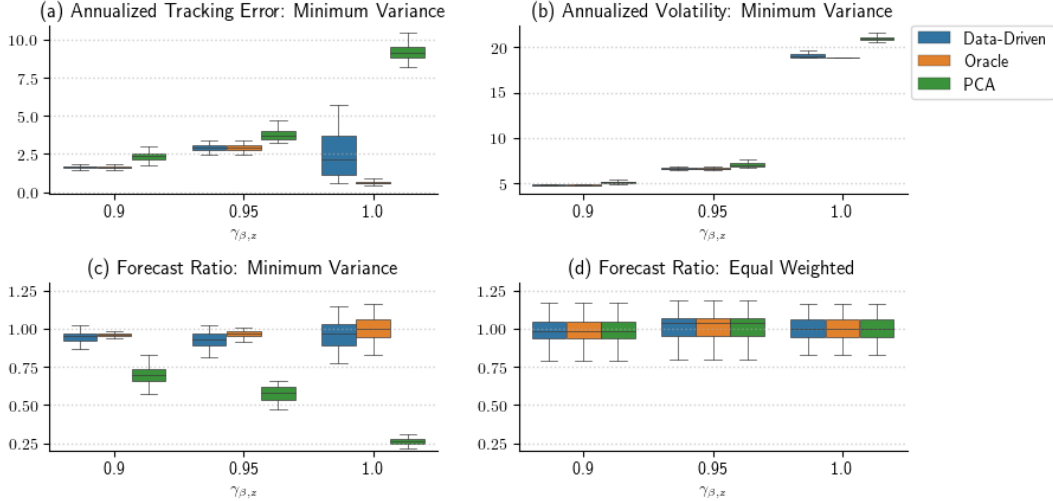 (a) Annualized Tracking Error: Minimum Variance
10.0
7.5
5.0
2.5
0.0
0.9 0.95 1.0
γβ,z
(b) Annualized Volatility: Minimum Variance
20
15
10
5
0.9 0.95 1.0
γβ,z
Data-Driven
Oracle
PCA
(c) Forecast Ratio: Minimum Variance
1.25
1.00
0.75
0.50
0.25
0.9 0.95 1.0
γβ,z
(d) Forecast Ratio: Equal Weighted
1.25
1.00
0.75
0.50
0.25
0.9 0.95 1.0
γβ,z